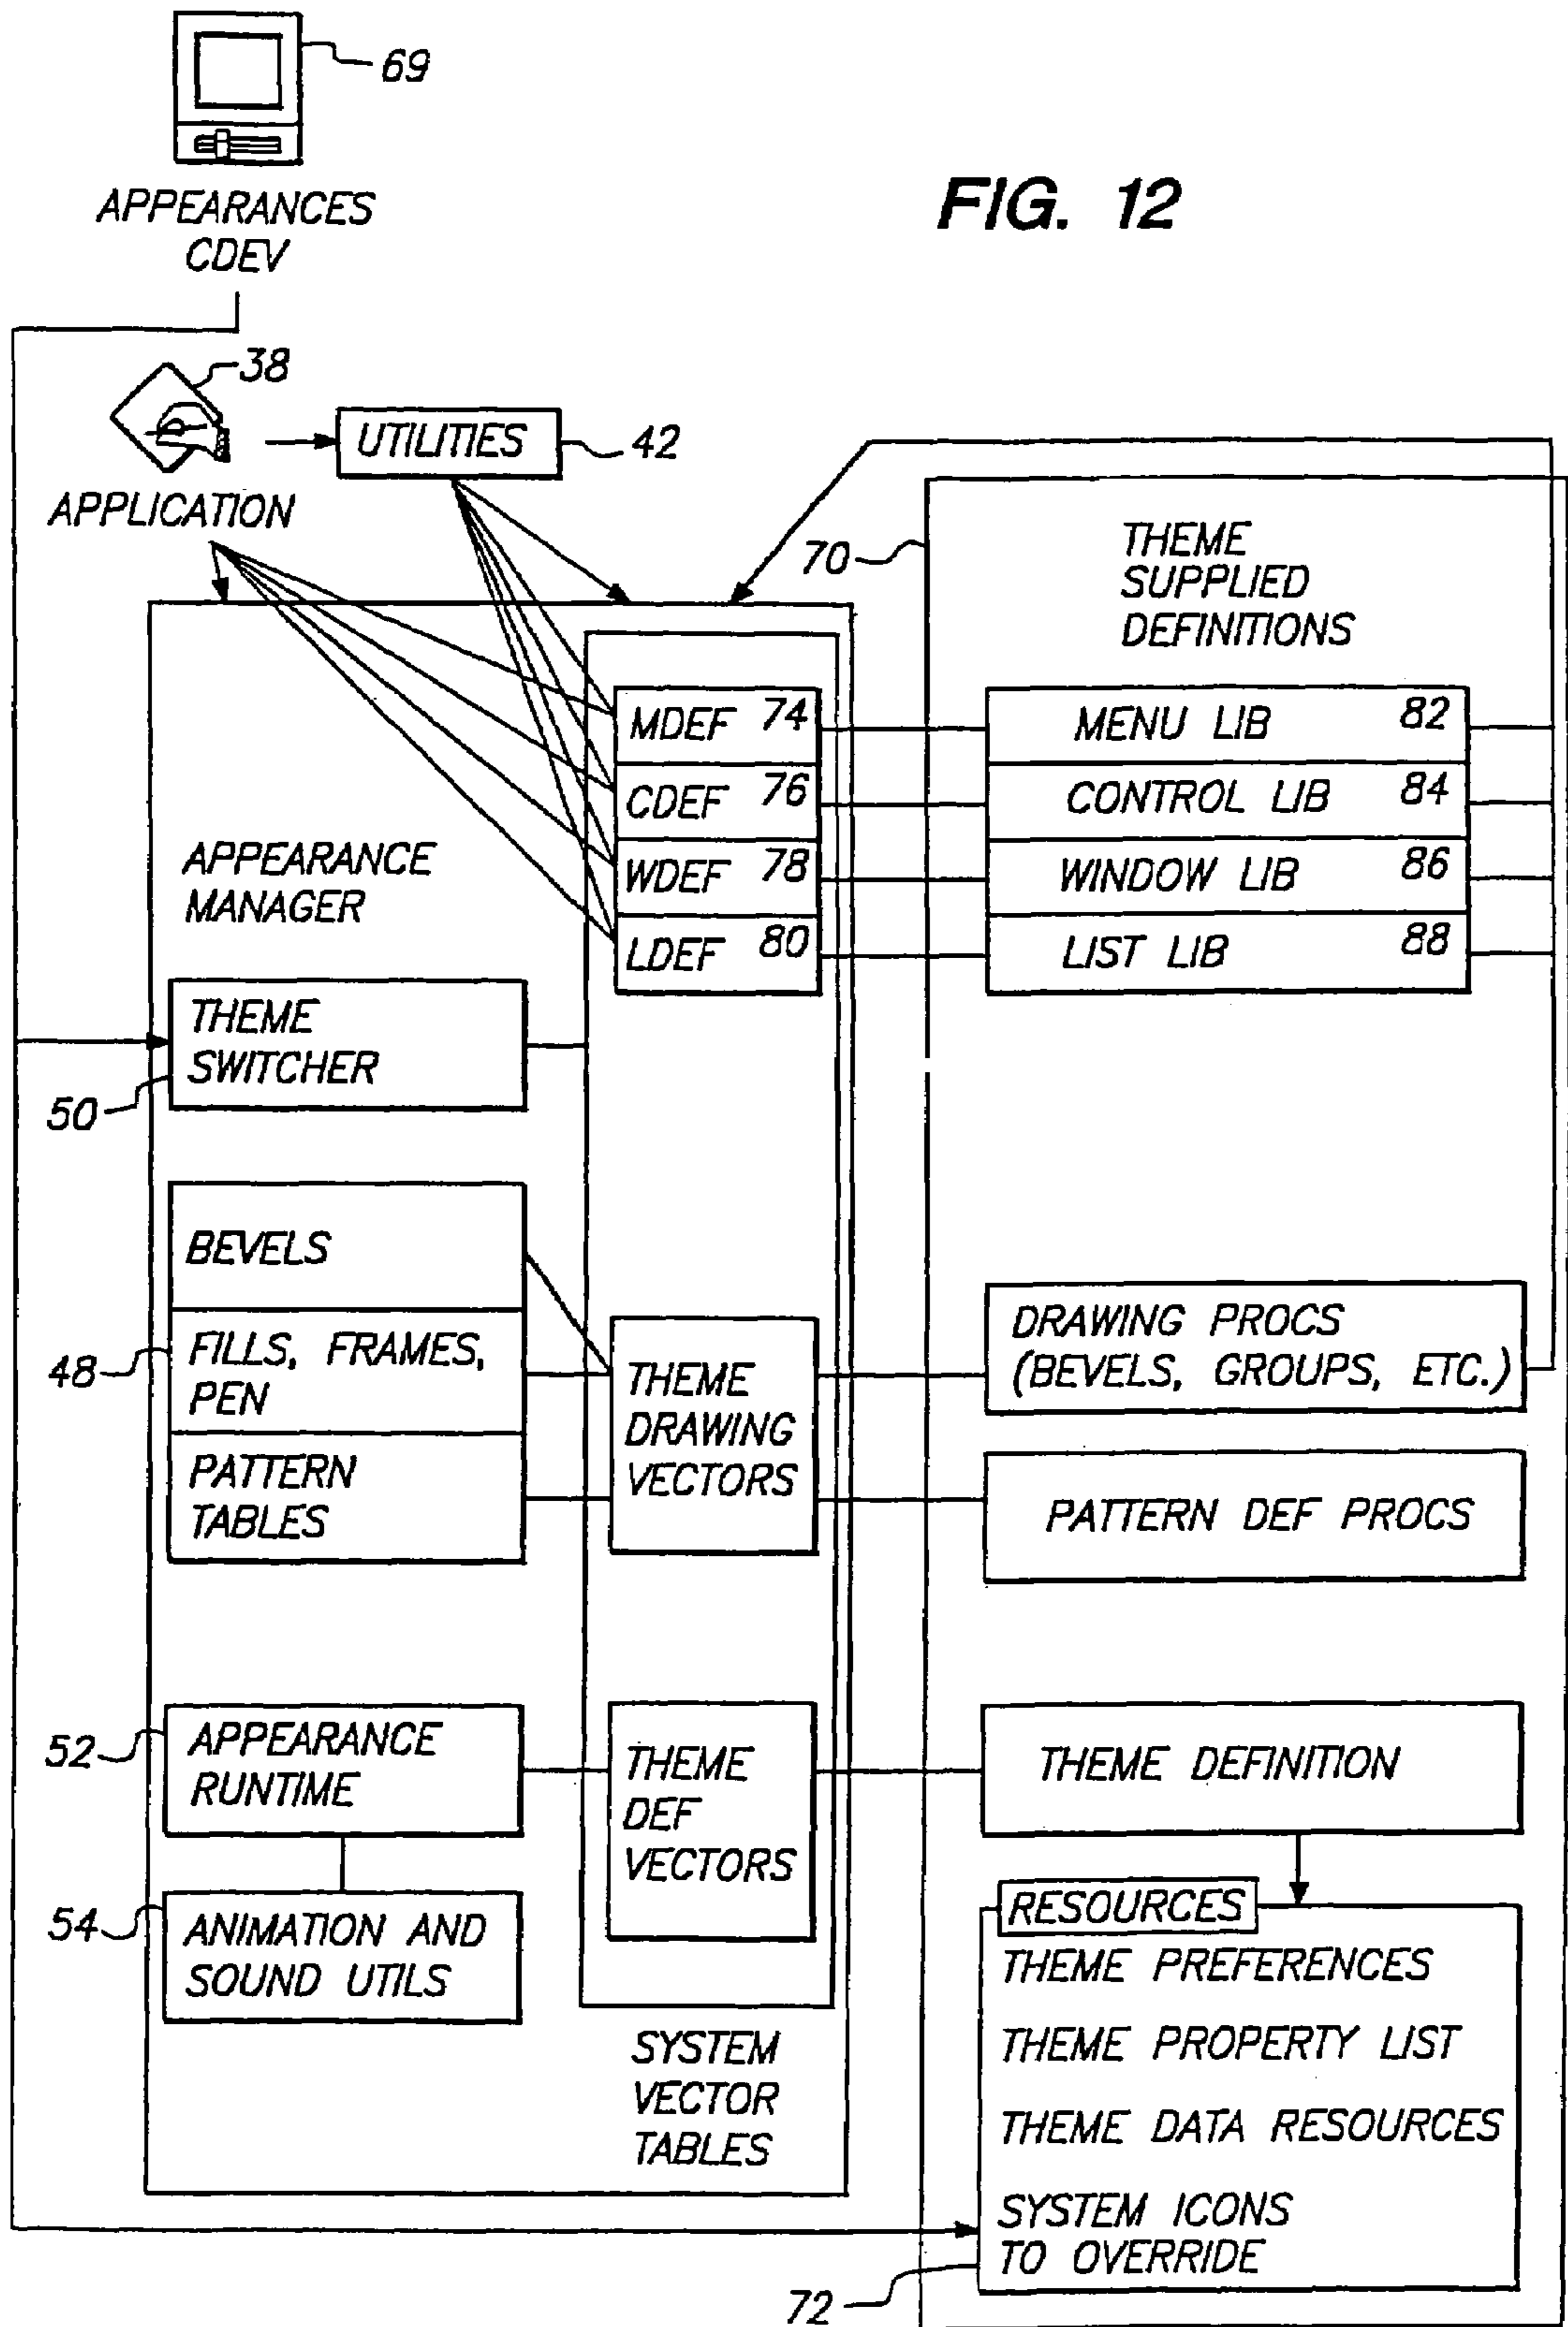 69
APPEARANCES
CDEV
FIG. 12
38
UTILITIES
42
APPLICATION
70
THEME
SUPPLIED
DEFINITIONS
MDEF 74
MENU LIB 82
CDEF 76
CONTROL LIB 84
APPEARANCE
MANAGER
WDEF 78
WINDOW LIB 86
LDEF 80
LIST LIB 88
THEME
SWITCHER
50
BEVELS
FILLS, FRAMES,
PEN
48
PATTERN
TABLES
THEME
DRAWING
VECTORS
DRAWING PROCS
(BEVELS, GROUPS, ETC.)
PATTERN DEF PROCS
52
APPEARANCE
RUNTIME
THEME
DEF
VECTORS
THEME DEFINITION
54
ANIMATION AND
SOUND UTILS
RESOURCES
THEME PREFERENCES
THEME PROPERTY LIST
THEME DATA RESOURCES
SYSTEM ICONS
TO OVERRIDE
SYSTEM
VECTOR
TABLES
72